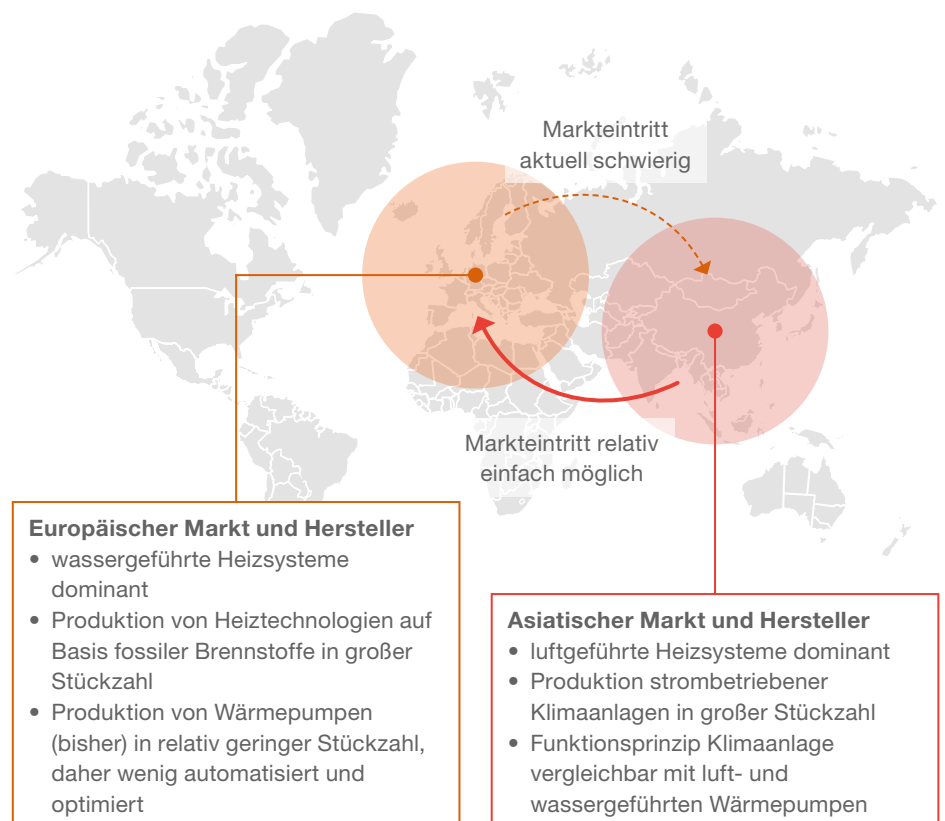 Markteintritt
aktuell schwierig
Markteintritt relativ
einfach möglich
Europäischer Markt und Hersteller
• wassergeführte Heizsysteme
dominant
• Produktion von Heiztechnologien auf
Basis fossiler Brennstoffe in großer
Stückzahl
• Produktion von Wärmepumpen
(bisher) in relativ geringer Stückzahl,
daher wenig automatisiert und
optimiert
Asiatischer Markt und Hersteller
• luftgeführte Heizsysteme dominant
• Produktion strombetriebener
Klimaanlagen in großer Stückzahl
• Funktionsprinzip Klimaanlage
vergleichbar mit luft- und
wassergeführten Wärmepumpen